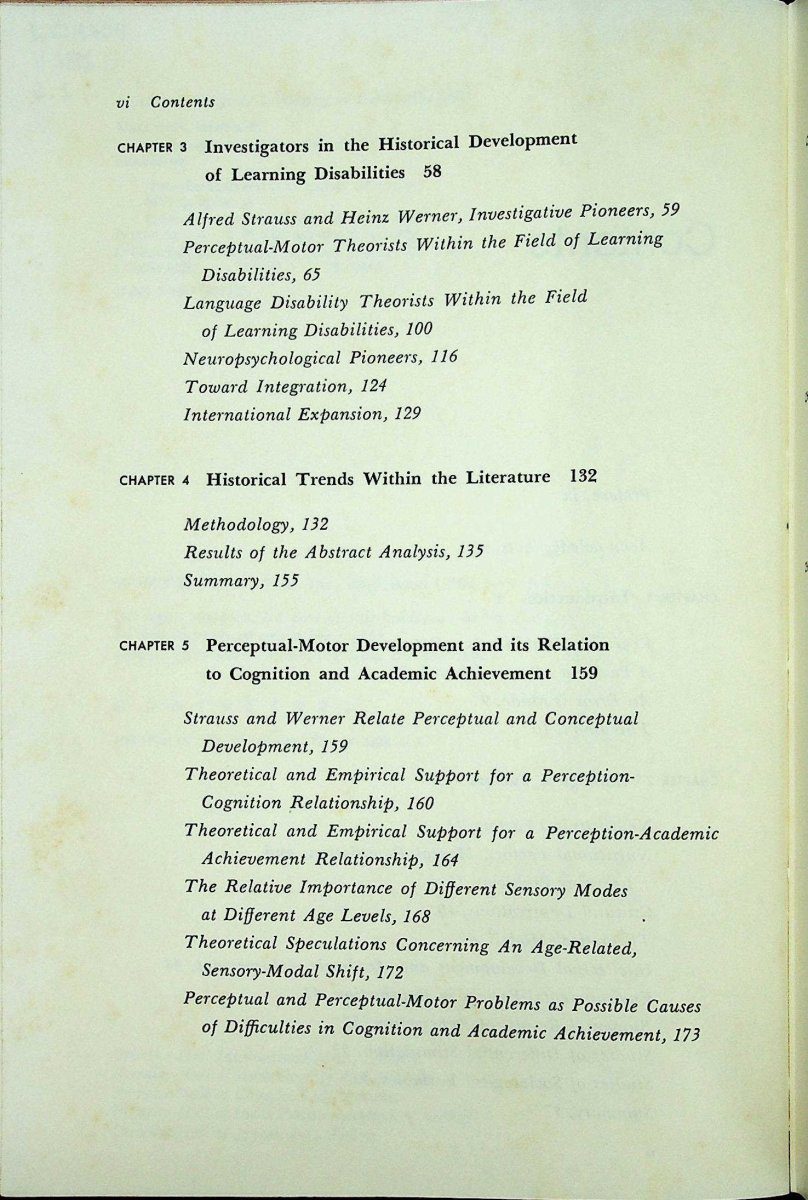 vi Contents
CHAPTER 3 Investigators in the Historical Development
of Learning Disabilities 58
Alfred Strauss and Heinz Werner, Investigative Pioneers, 59
Perceptual-Motor Theorists Within the Field of Learning
Disabilities, 65
Language Disability Theorists Within the Field
of Learning Disabilities, 100
Neuropsychological Pioneers, 116
Toward Integration, 124
International Expansion, 129
CHAPTER 4 Historical Trends Within the Literature 132
Methodology, 132
Results of the Abstract Analysis, 135
Summary, 155
CHAPTER 5 Perceptual-Motor Development and its Relation
to Cognition and Academic Achievement 159
Strauss and Werner Relate Perceptual and Conceptual
Development, 159
Theoretical and Empirical Support for a Perception-
Cognition Relationship, 160
Theoretical and Empirical Support for a Perception-Academic
Achievement Relationship, 164
The Relative Importance of Different Sensory Modes
at Different Age Levels, 168
Theoretical Speculations Concerning An Age-Related,
Sensory-Modal Shift, 172
Perceptual and Perceptual-Motor Problems as Possible Causes
of Difficulties in Cognition and Academic Achievement, 173